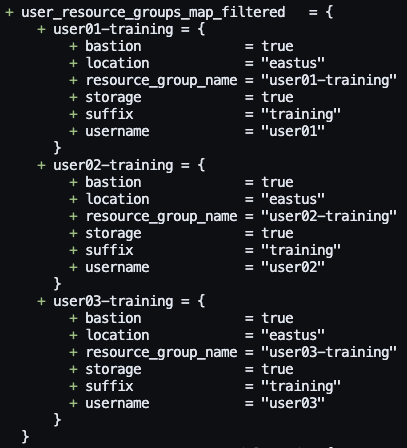 + user_resource_groups_map_filtered   = {
    + user01-training = {
        + bastion             = true
        + location            = "eastus"
        + resource_group_name = "user01-training"
        + storage             = true
        + suffix              = "training"
        + username            = "user01"
      }
    + user02-training = {
        + bastion             = true
        + location            = "eastus"
        + resource_group_name = "user02-training"
        + storage             = true
        + suffix              = "training"
        + username            = "user02"
      }
    + user03-training = {
        + bastion             = true
        + location            = "eastus"
        + resource_group_name = "user03-training"
        + storage             = true
        + suffix              = "training"
        + username            = "user03"
      }
  }